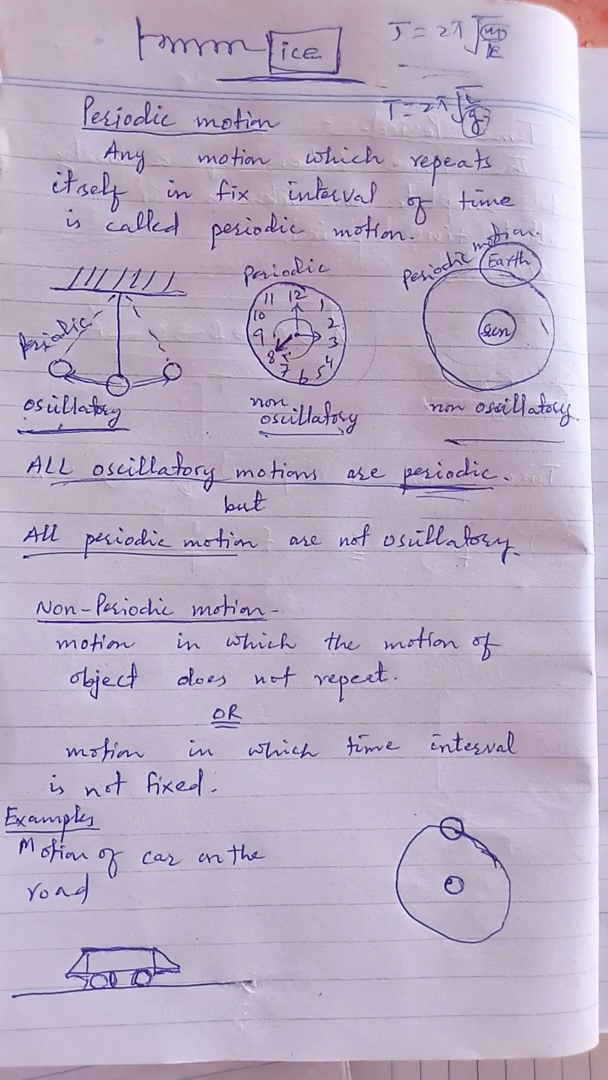 ice
T = 2π √m/k
T = 2π √L/g
Periodic motion
Any motion which repeats
itself in fix interval of time
is called periodic motion.
periodic
oscillatory
periodic
11 12 1
10 2
9 3
8 4
7 6 5
non
oscillatory
periodic motion.
Earth
Sun
non oscillatory
ALL oscillatory motions are periodic.
but
All periodic motion are not oscillatory.
Non-Periodic motion-
motion in which the motion of
object does not repeat.
OR
motion in which time interval
is not fixed.
Examples
Motion of car on the
road